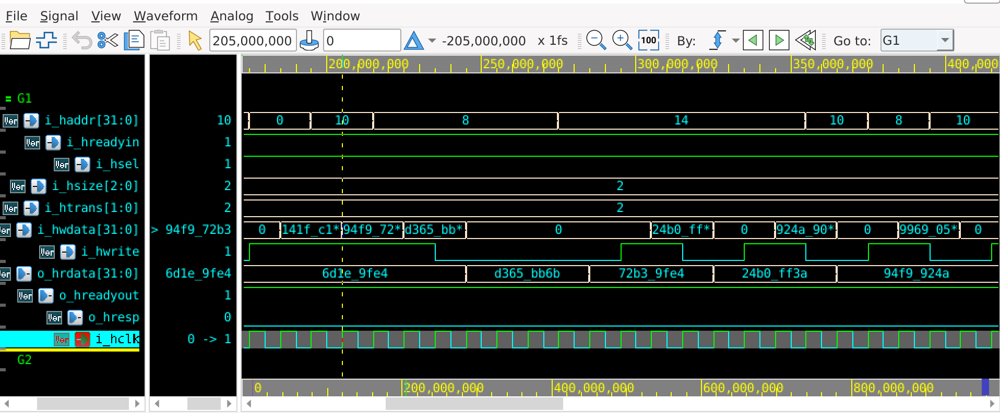 File Signal View Waveform Analog Tools Window
205,000,000 0 -205,000,000 x 1fs 100 By: Go to: G1
200,000,000 250,000,000 300,000,000 350,000,000 400,000
= G1
Ver i_haddr[31:0] 10 0 10 8 14 10 8 10
Ver i_hreadyin 1
Ver i_hsel 1
Ver i_hsize[2:0] 2 2
Ver i_htrans[1:0] 2 2
Ver i_hwdata[31:0] > 94f9_72b3 0 141f_c1* 94f9_72* d365_bb* 0 24b0_ff* 0 924a_90* 0 9969_05* 0
Ver i_hwrite 1
Ver o_hrdata[31:0] 6d1e_9fe4 6d1e_9fe4 d365_bb6b 72b3_9fe4 24b0_ff3a 94f9_924a
Ver o_hreadyout 1
Ver o_hresp 0
Ver i_hclk 0 -> 1
G2
0 200,000,000 400,000,000 600,000,000 800,000,000